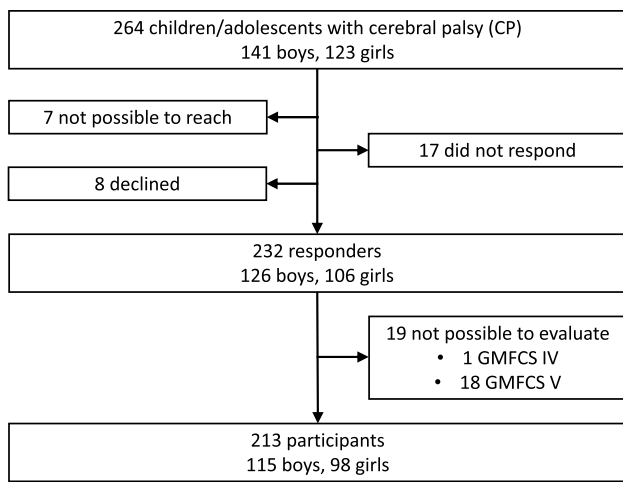 264 children/adolescents with cerebral palsy (CP)
141 boys, 123 girls
7 not possible to reach
17 did not respond
8 declined
232 responders
126 boys, 106 girls
19 not possible to evaluate
• 1 GMFCS IV
• 18 GMFCS V
213 participants
115 boys, 98 girls